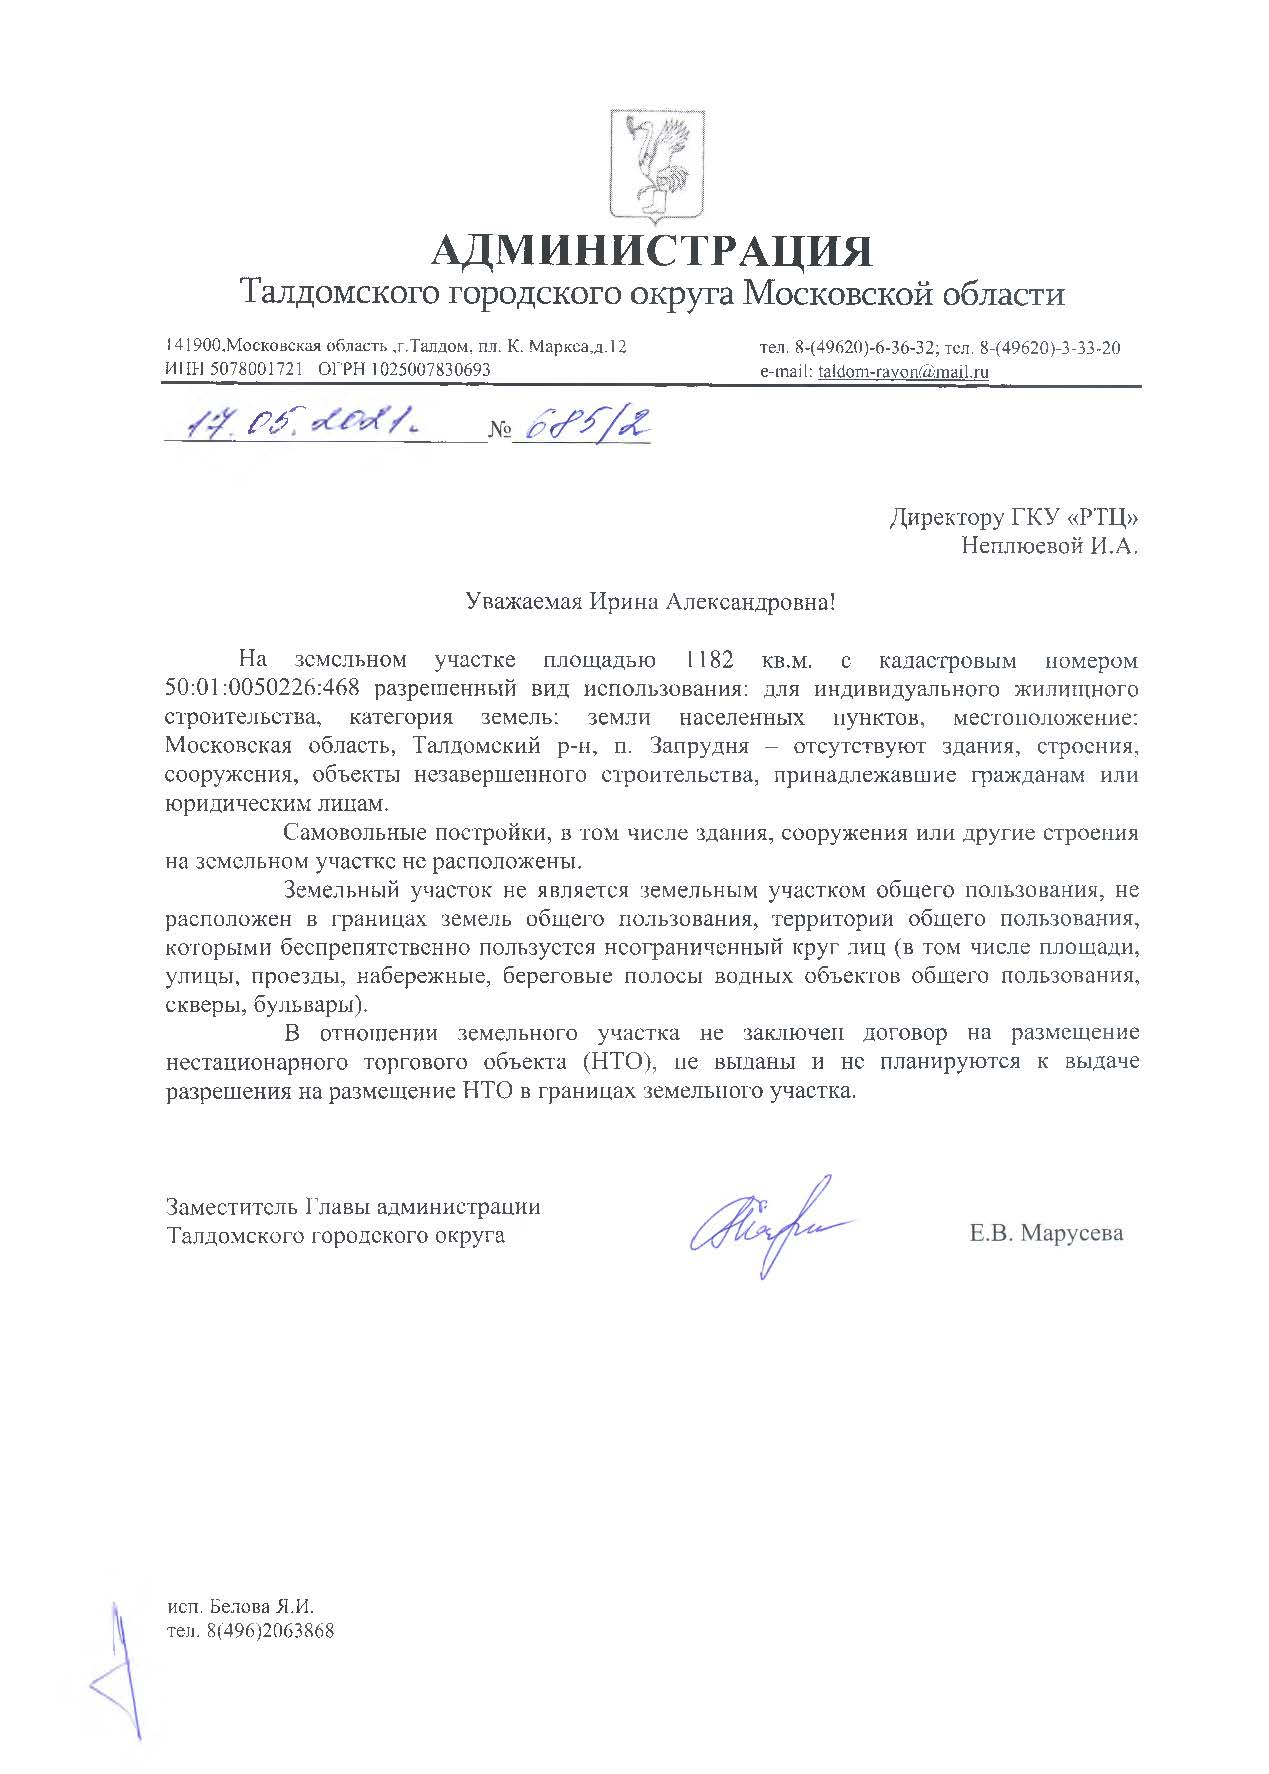 АДМИНИСТРАЦИЯ
Талдомского городского округа Московской области
141900,Московская область ,г.Талдом, пл. К. Маркса,д.12
тел. 8-(49620)-6-36-32; тел. 8-(49620)-3-33-20
ИНН 5078001721 ОГРН 1025007830693
e-mail: taldom-rayon@mail.ru
17.05.2021. № 685/2
Директору ГКУ «РТЦ»
Неплюевой И.А.
Уважаемая Ирина Александровна!
На земельном участке площадью 1182 кв.м. с кадастровым номером
50:01:0050226:468 разрешенный вид использования: для индивидуального жилищного
строительства, категория земель: земли населенных пунктов, местоположение:
Московская область, Талдомский р-н, п. Запрудня – отсутствуют здания, строения,
сооружения, объекты незавершенного строительства, принадлежавшие гражданам или
юридическим лицам.
Самовольные постройки, в том числе здания, сооружения или другие строения
на земельном участке не расположены.
Земельный участок не является земельным участком общего пользования, не
расположен в границах земель общего пользования, территории общего пользования,
которыми беспрепятственно пользуется неограниченный круг лиц (в том числе площади,
улицы, проезды, набережные, береговые полосы водных объектов общего пользования,
скверы, бульвары).
В отношении земельного участка не заключен договор на размещение
нестационарного торгового объекта (НТО), не выданы и не планируются к выдаче
разрешения на размещение НТО в границах земельного участка.
Заместитель Главы администрации
Талдомского городского округа
Е.В. Марусева
исп. Белова Я.И.
тел. 8(496)2063868